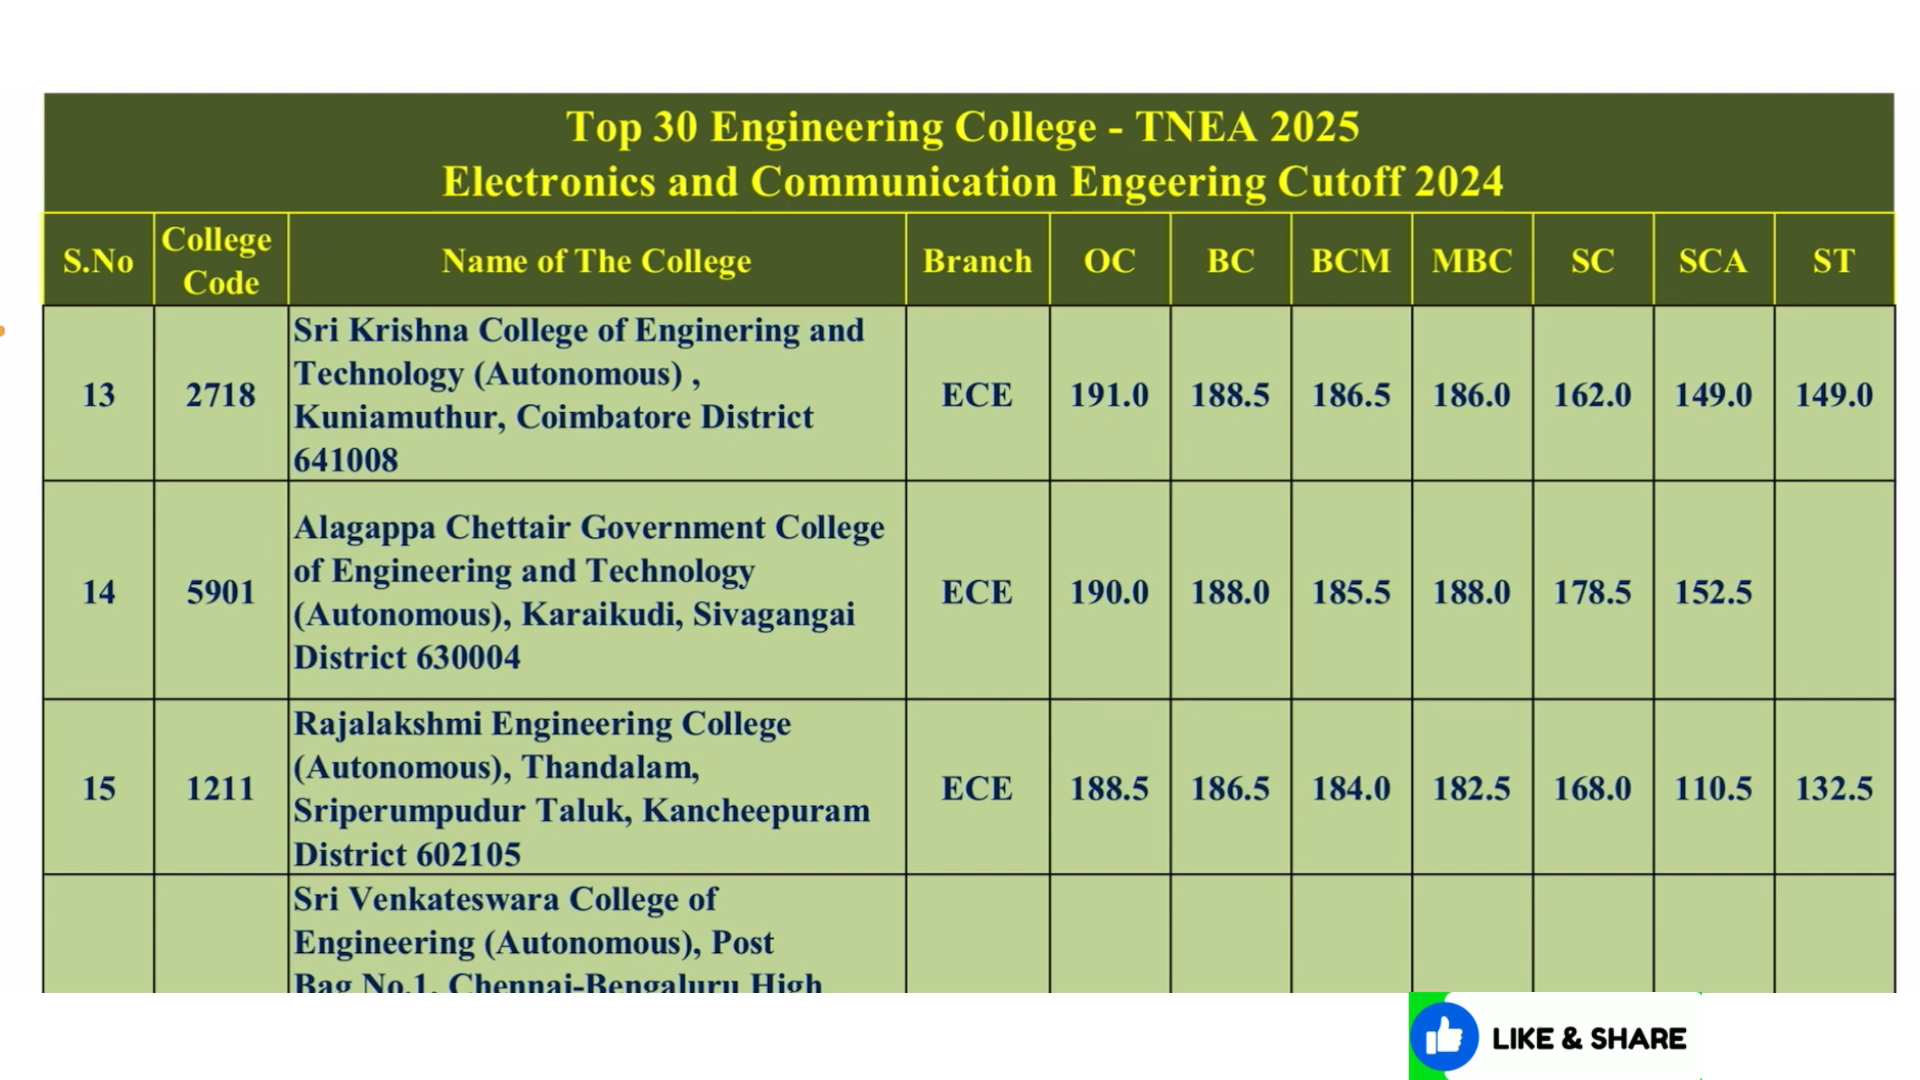 Top 30 Engineering College - TNEA 2025
Electronics and Communication Engeering Cutoff 2024
S.No College Code Name of The College Branch OC BC BCM MBC SC SCA ST
Sri Krishna College of Enginering and
Technology (Autonomous) ,
13 2718 ECE 191.0 188.5 186.5 186.0 162.0 149.0 149.0
Kuniamuthur, Coimbatore District
641008
Alagappa Chettair Government College
of Engineering and Technology
14 5901 ECE 190.0 188.0 185.5 188.0 178.5 152.5
(Autonomous), Karaikudi, Sivagangai
District 630004
Rajalakshmi Engineering College
(Autonomous), Thandalam,
15 1211 ECE 188.5 186.5 184.0 182.5 168.0 110.5 132.5
Sriperumpudur Taluk, Kancheepuram
District 602105
Sri Venkateswara College of
Engineering (Autonomous), Post
Bag No.1, Chennai-Bengaluru High
LIKE & SHARE